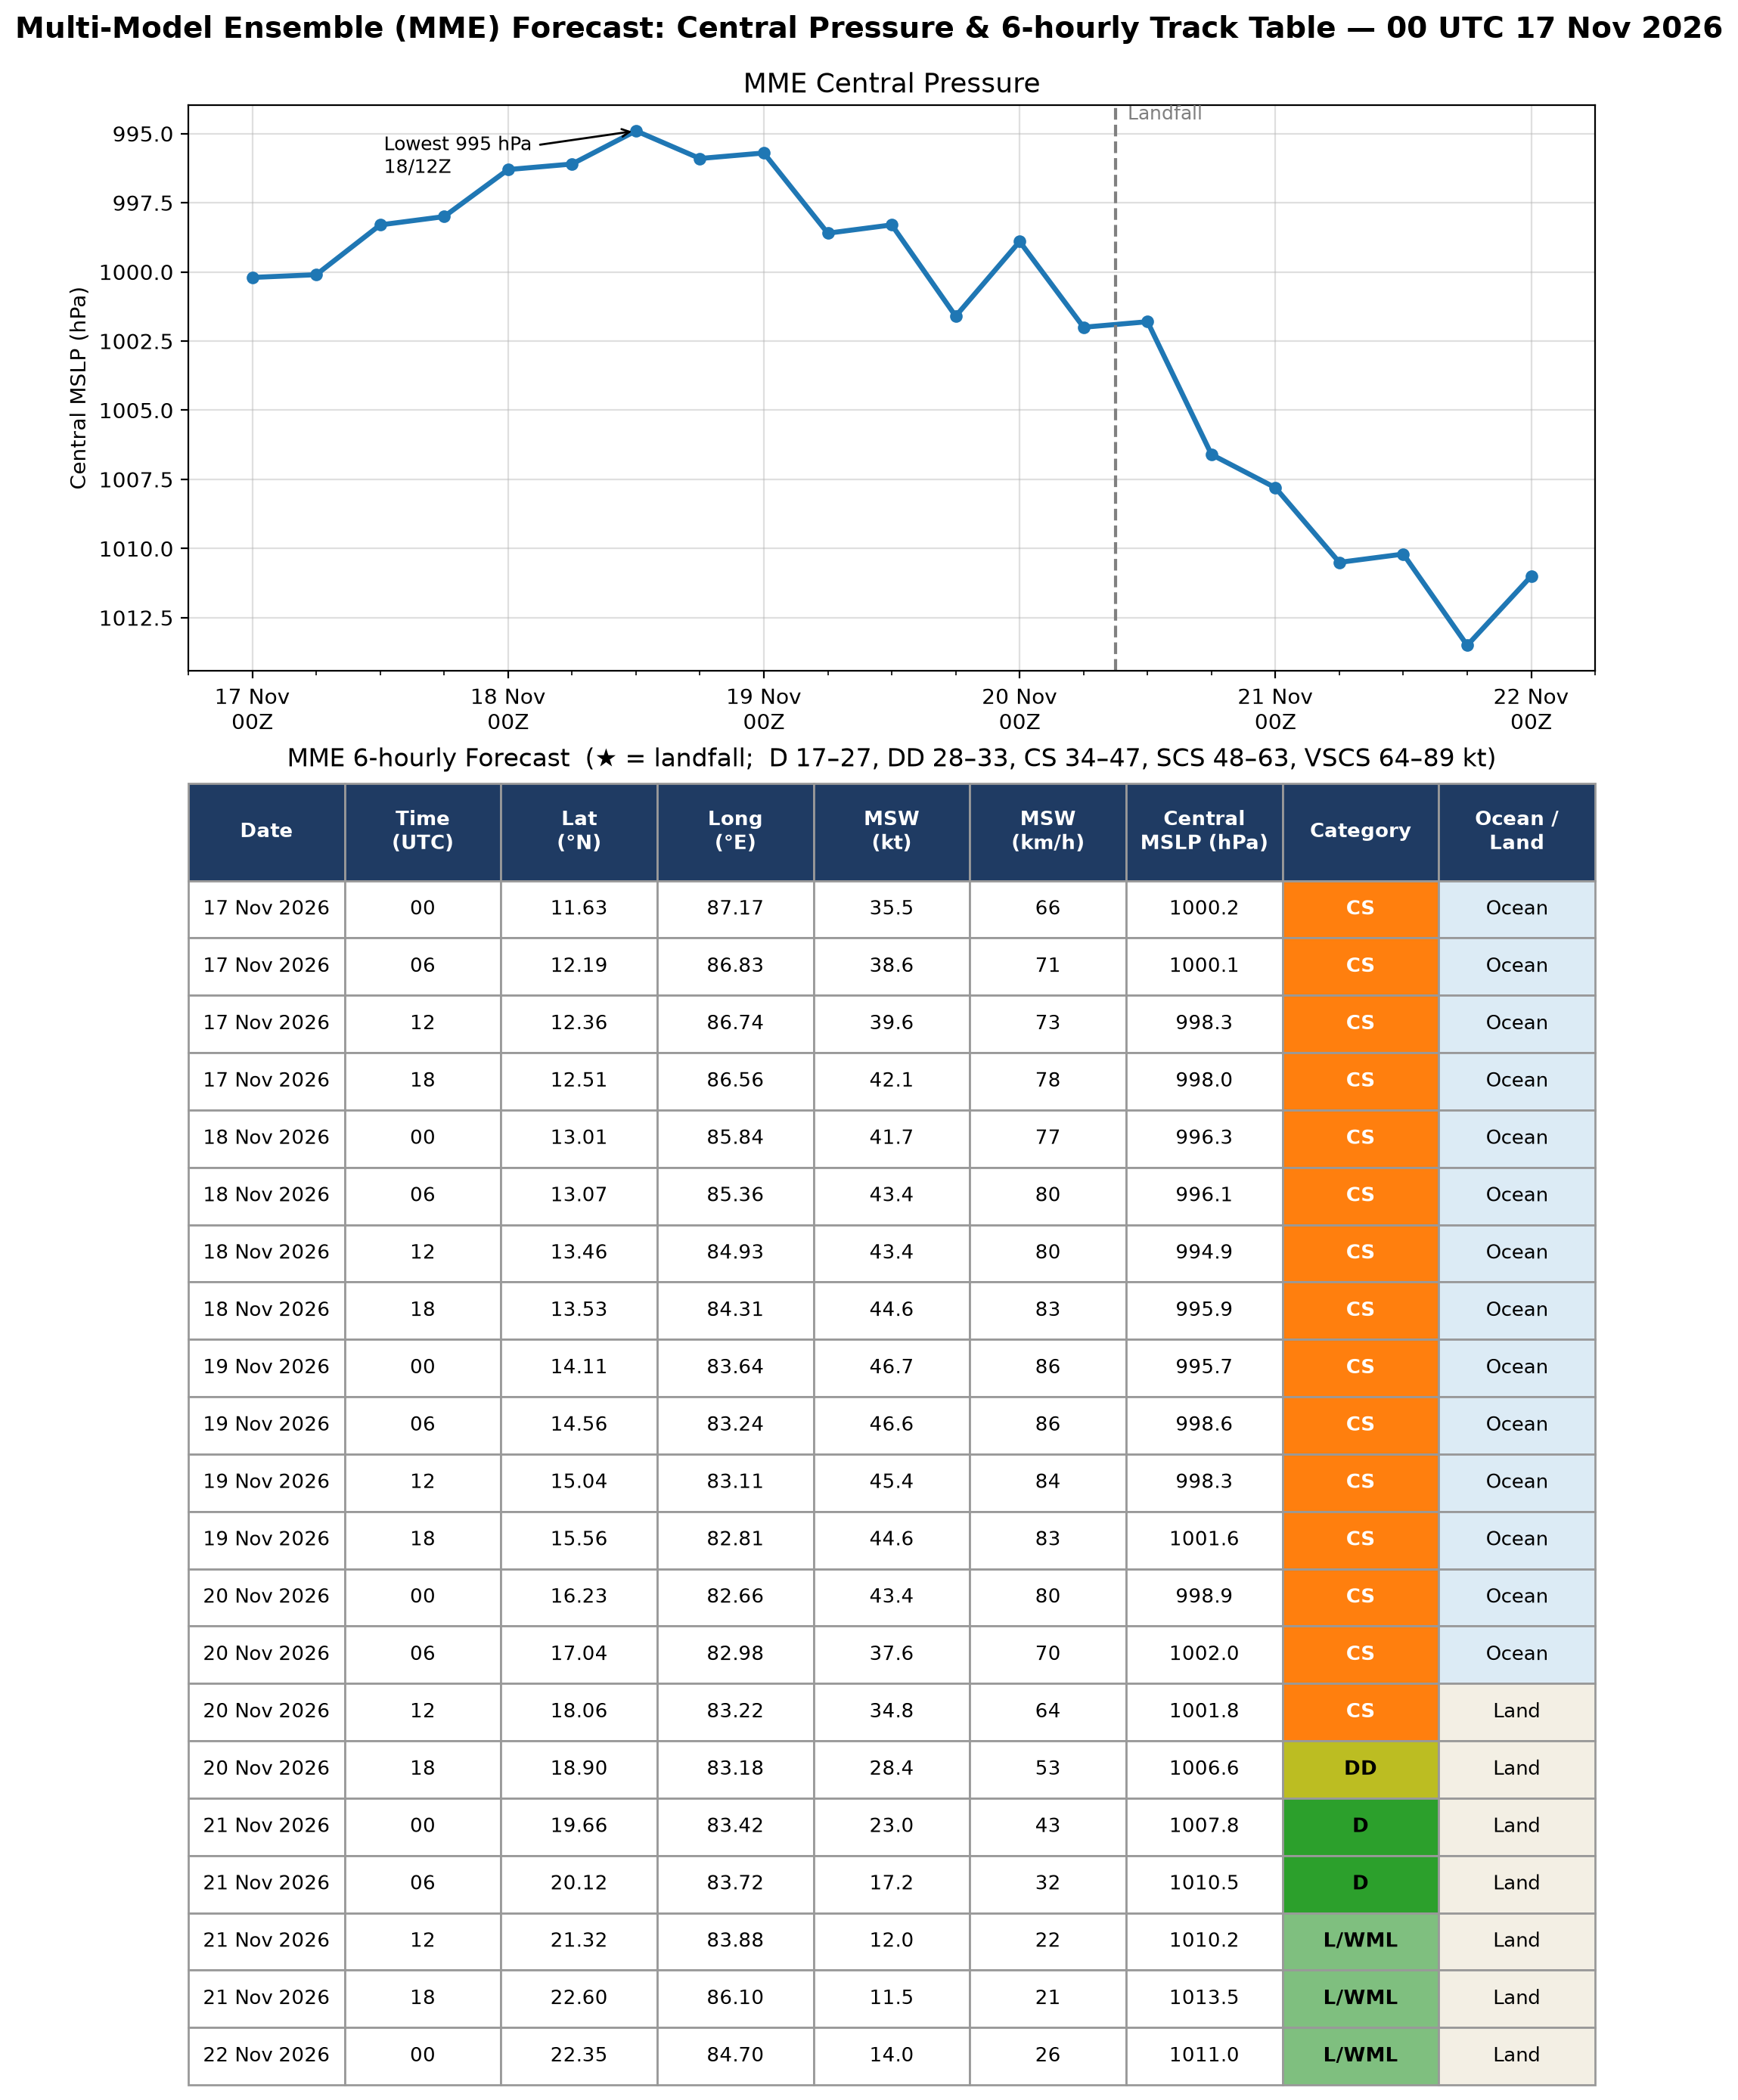 Multi-Model Ensemble (MME) Forecast: Central Pressure & 6-hourly Track Table — 00 UTC 17 Nov 2026
MME Central Pressure
Landfall
Lowest 995 hPa
18/12Z
Central MSLP (hPa)
995.0
997.5
1000.0
1002.5
1005.0
1007.5
1010.0
1012.5
17 Nov 18 Nov 19 Nov 20 Nov 21 Nov 22 Nov
00Z 00Z 00Z 00Z 00Z 00Z
MME 6-hourly Forecast (★ = landfall; D 17–27, DD 28–33, CS 34–47, SCS 48–63, VSCS 64–89 kt)
Date Time (UTC) Lat (°N) Long (°E) MSW (kt) MSW (km/h) Central MSLP (hPa) Category Ocean / Land
17 Nov 2026 00 11.63 87.17 35.5 66 1000.2 CS Ocean
17 Nov 2026 06 12.19 86.83 38.6 71 1000.1 CS Ocean
17 Nov 2026 12 12.36 86.74 39.6 73 998.3 CS Ocean
17 Nov 2026 18 12.51 86.56 42.1 78 998.0 CS Ocean
18 Nov 2026 00 13.01 85.84 41.7 77 996.3 CS Ocean
18 Nov 2026 06 13.07 85.36 43.4 80 996.1 CS Ocean
18 Nov 2026 12 13.46 84.93 43.4 80 994.9 CS Ocean
18 Nov 2026 18 13.53 84.31 44.6 83 995.9 CS Ocean
19 Nov 2026 00 14.11 83.64 46.7 86 995.7 CS Ocean
19 Nov 2026 06 14.56 83.24 46.6 86 998.6 CS Ocean
19 Nov 2026 12 15.04 83.11 45.4 84 998.3 CS Ocean
19 Nov 2026 18 15.56 82.81 44.6 83 1001.6 CS Ocean
20 Nov 2026 00 16.23 82.66 43.4 80 998.9 CS Ocean
20 Nov 2026 06 17.04 82.98 37.6 70 1002.0 CS Ocean
20 Nov 2026 12 18.06 83.22 34.8 64 1001.8 CS Land
20 Nov 2026 18 18.90 83.18 28.4 53 1006.6 DD Land
21 Nov 2026 00 19.66 83.42 23.0 43 1007.8 D Land
21 Nov 2026 06 20.12 83.72 17.2 32 1010.5 D Land
21 Nov 2026 12 21.32 83.88 12.0 22 1010.2 L/WML Land
21 Nov 2026 18 22.60 86.10 11.5 21 1013.5 L/WML Land
22 Nov 2026 00 22.35 84.70 14.0 26 1011.0 L/WML Land